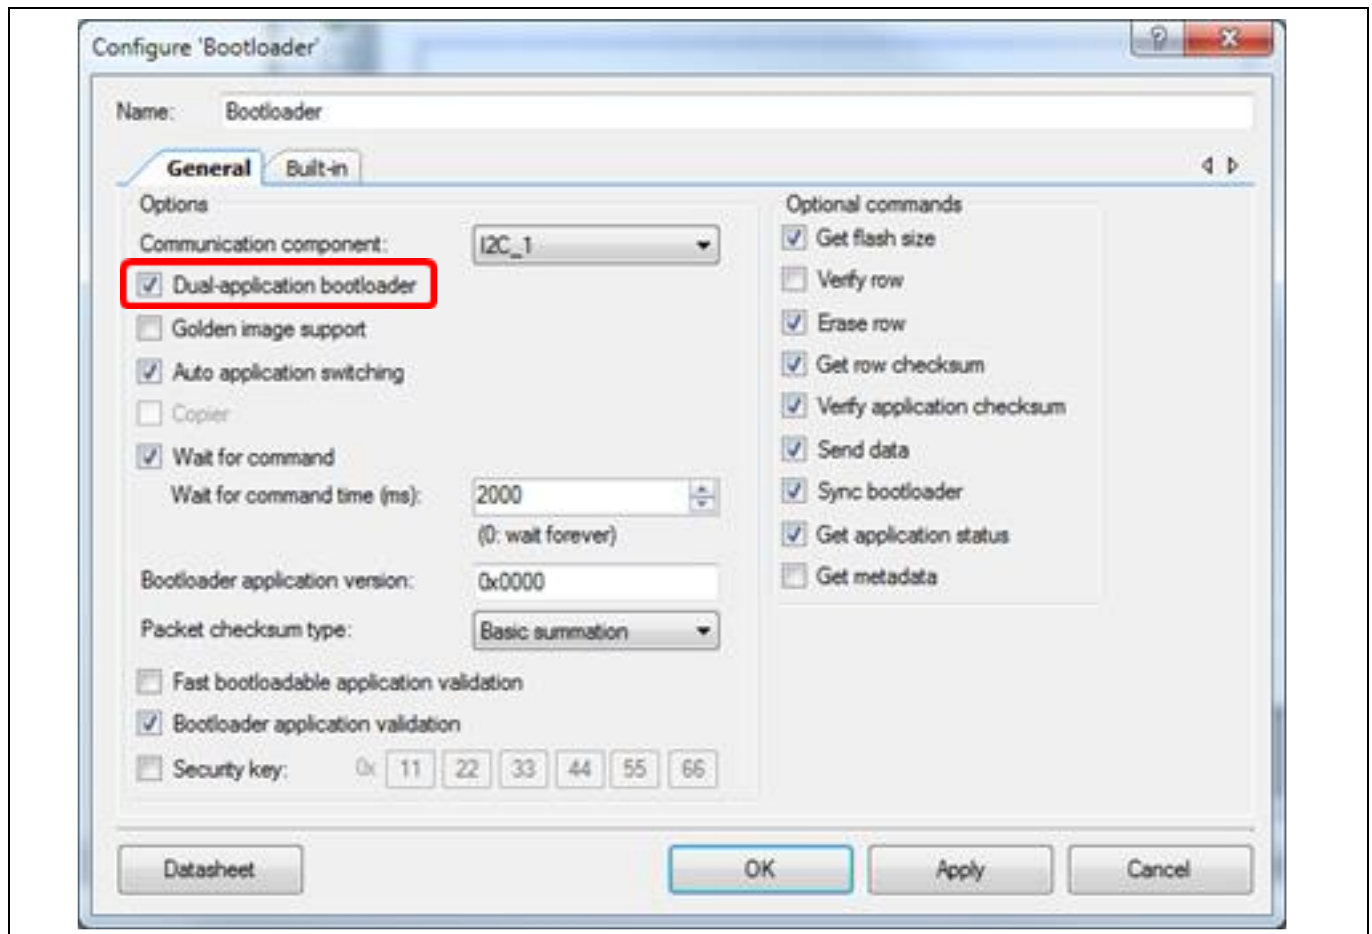 Configure 'Bootloader'
Name: Bootloader
General Built-in
Options
Communication component: I2C_1
Dual-application bootloader
Golden image support
Auto application switching
Copier
Wait for command
Wait for command time (ms): 2000
(0: wait forever)
Bootloader application version: 0x0000
Packet checksum type: Basic summation
Fast bootloadable application validation
Bootloader application validation
Security key: 0x 11 22 33 44 55 66
Optional commands
Get flash size
Verify row
Erase row
Get row checksum
Verify application checksum
Send data
Sync bootloader
Get application status
Get metadata
Datasheet OK Apply Cancel